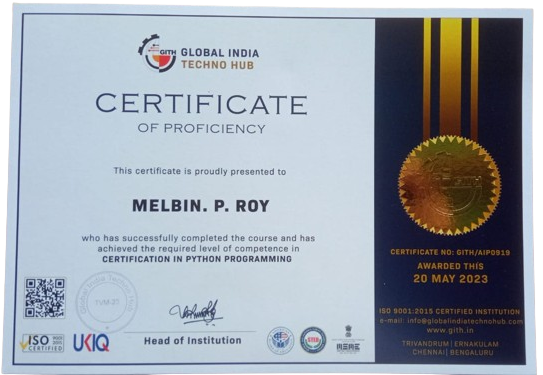 GITH
GLOBAL INDIA
TECHNO HUB
CERTIFICATE
OF PROFICIENCY
This certificate is proudly presented to
MELBIN. P. ROY
who has successfully completed the course and has
achieved the required level of competence in
CERTIFICATION IN PYTHON PROGRAMMING
Global India Techno Hub
ISO
CERTIFIED
UKIQ
Head of Institution
MSME
CERTIFICATE NO: GITH/AIP0919
AWARDED THIS
20 MAY 2023
ISO 9001:2015 CERTIFIED INSTITUTION
e-mail: info@globalindiatechnohub.com
www.gith.in
TRIVANDRUM | ERNAKULAM
CHENNAI | BENGALURU